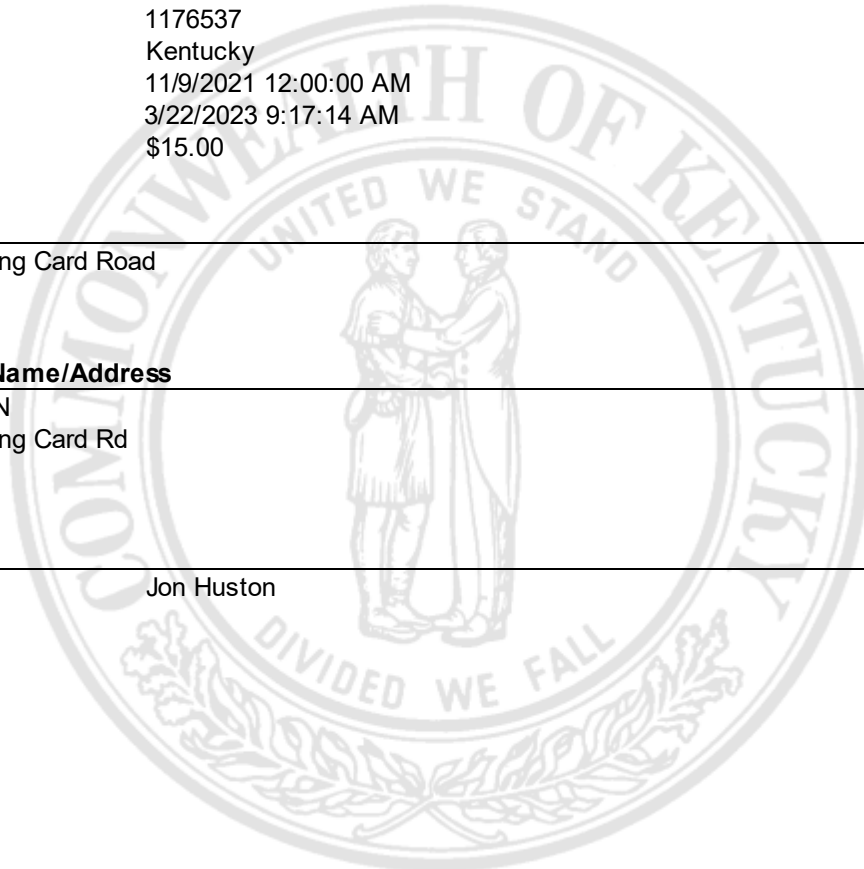 1176537
Kentucky
11/9/2021 12:00:00 AM
3/22/2023 9:17:14 AM
$15.00
ng Card Road
Name/Address
N
ng Card Rd
Jon Huston
COMMONWEALTH OF KENTUCKY
UNITED WE STAND
DIVIDED WE FALL